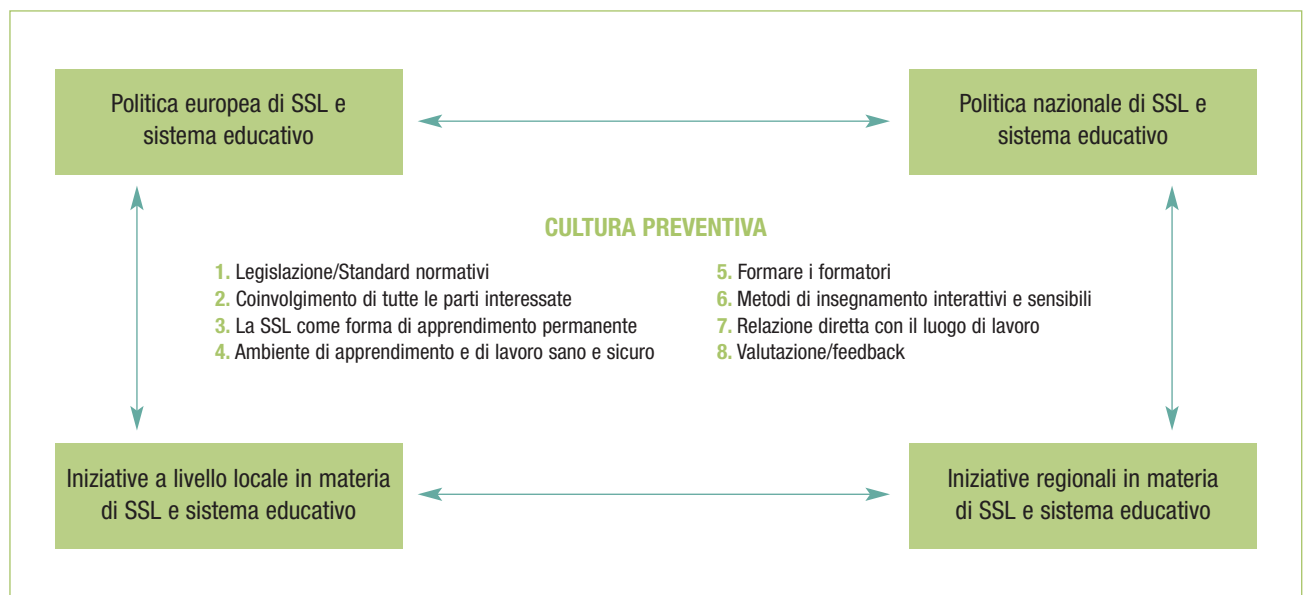 Politica europea di SSL e
sistema educativo
Politica nazionale di SSL e
sistema educativo
CULTURA PREVENTIVA
1. Legislazione/Standard normativi
2. Coinvolgimento di tutte le parti interessate
3. La SSL come forma di apprendimento permanente
4. Ambiente di apprendimento e di lavoro sano e sicuro
5. Formare i formatori
6. Metodi di insegnamento interattivi e sensibili
7. Relazione diretta con il luogo di lavoro
8. Valutazione/feedback
Iniziative a livello locale in materia
di SSL e sistema educativo
Iniziative regionali in materia
di SSL e sistema educativo